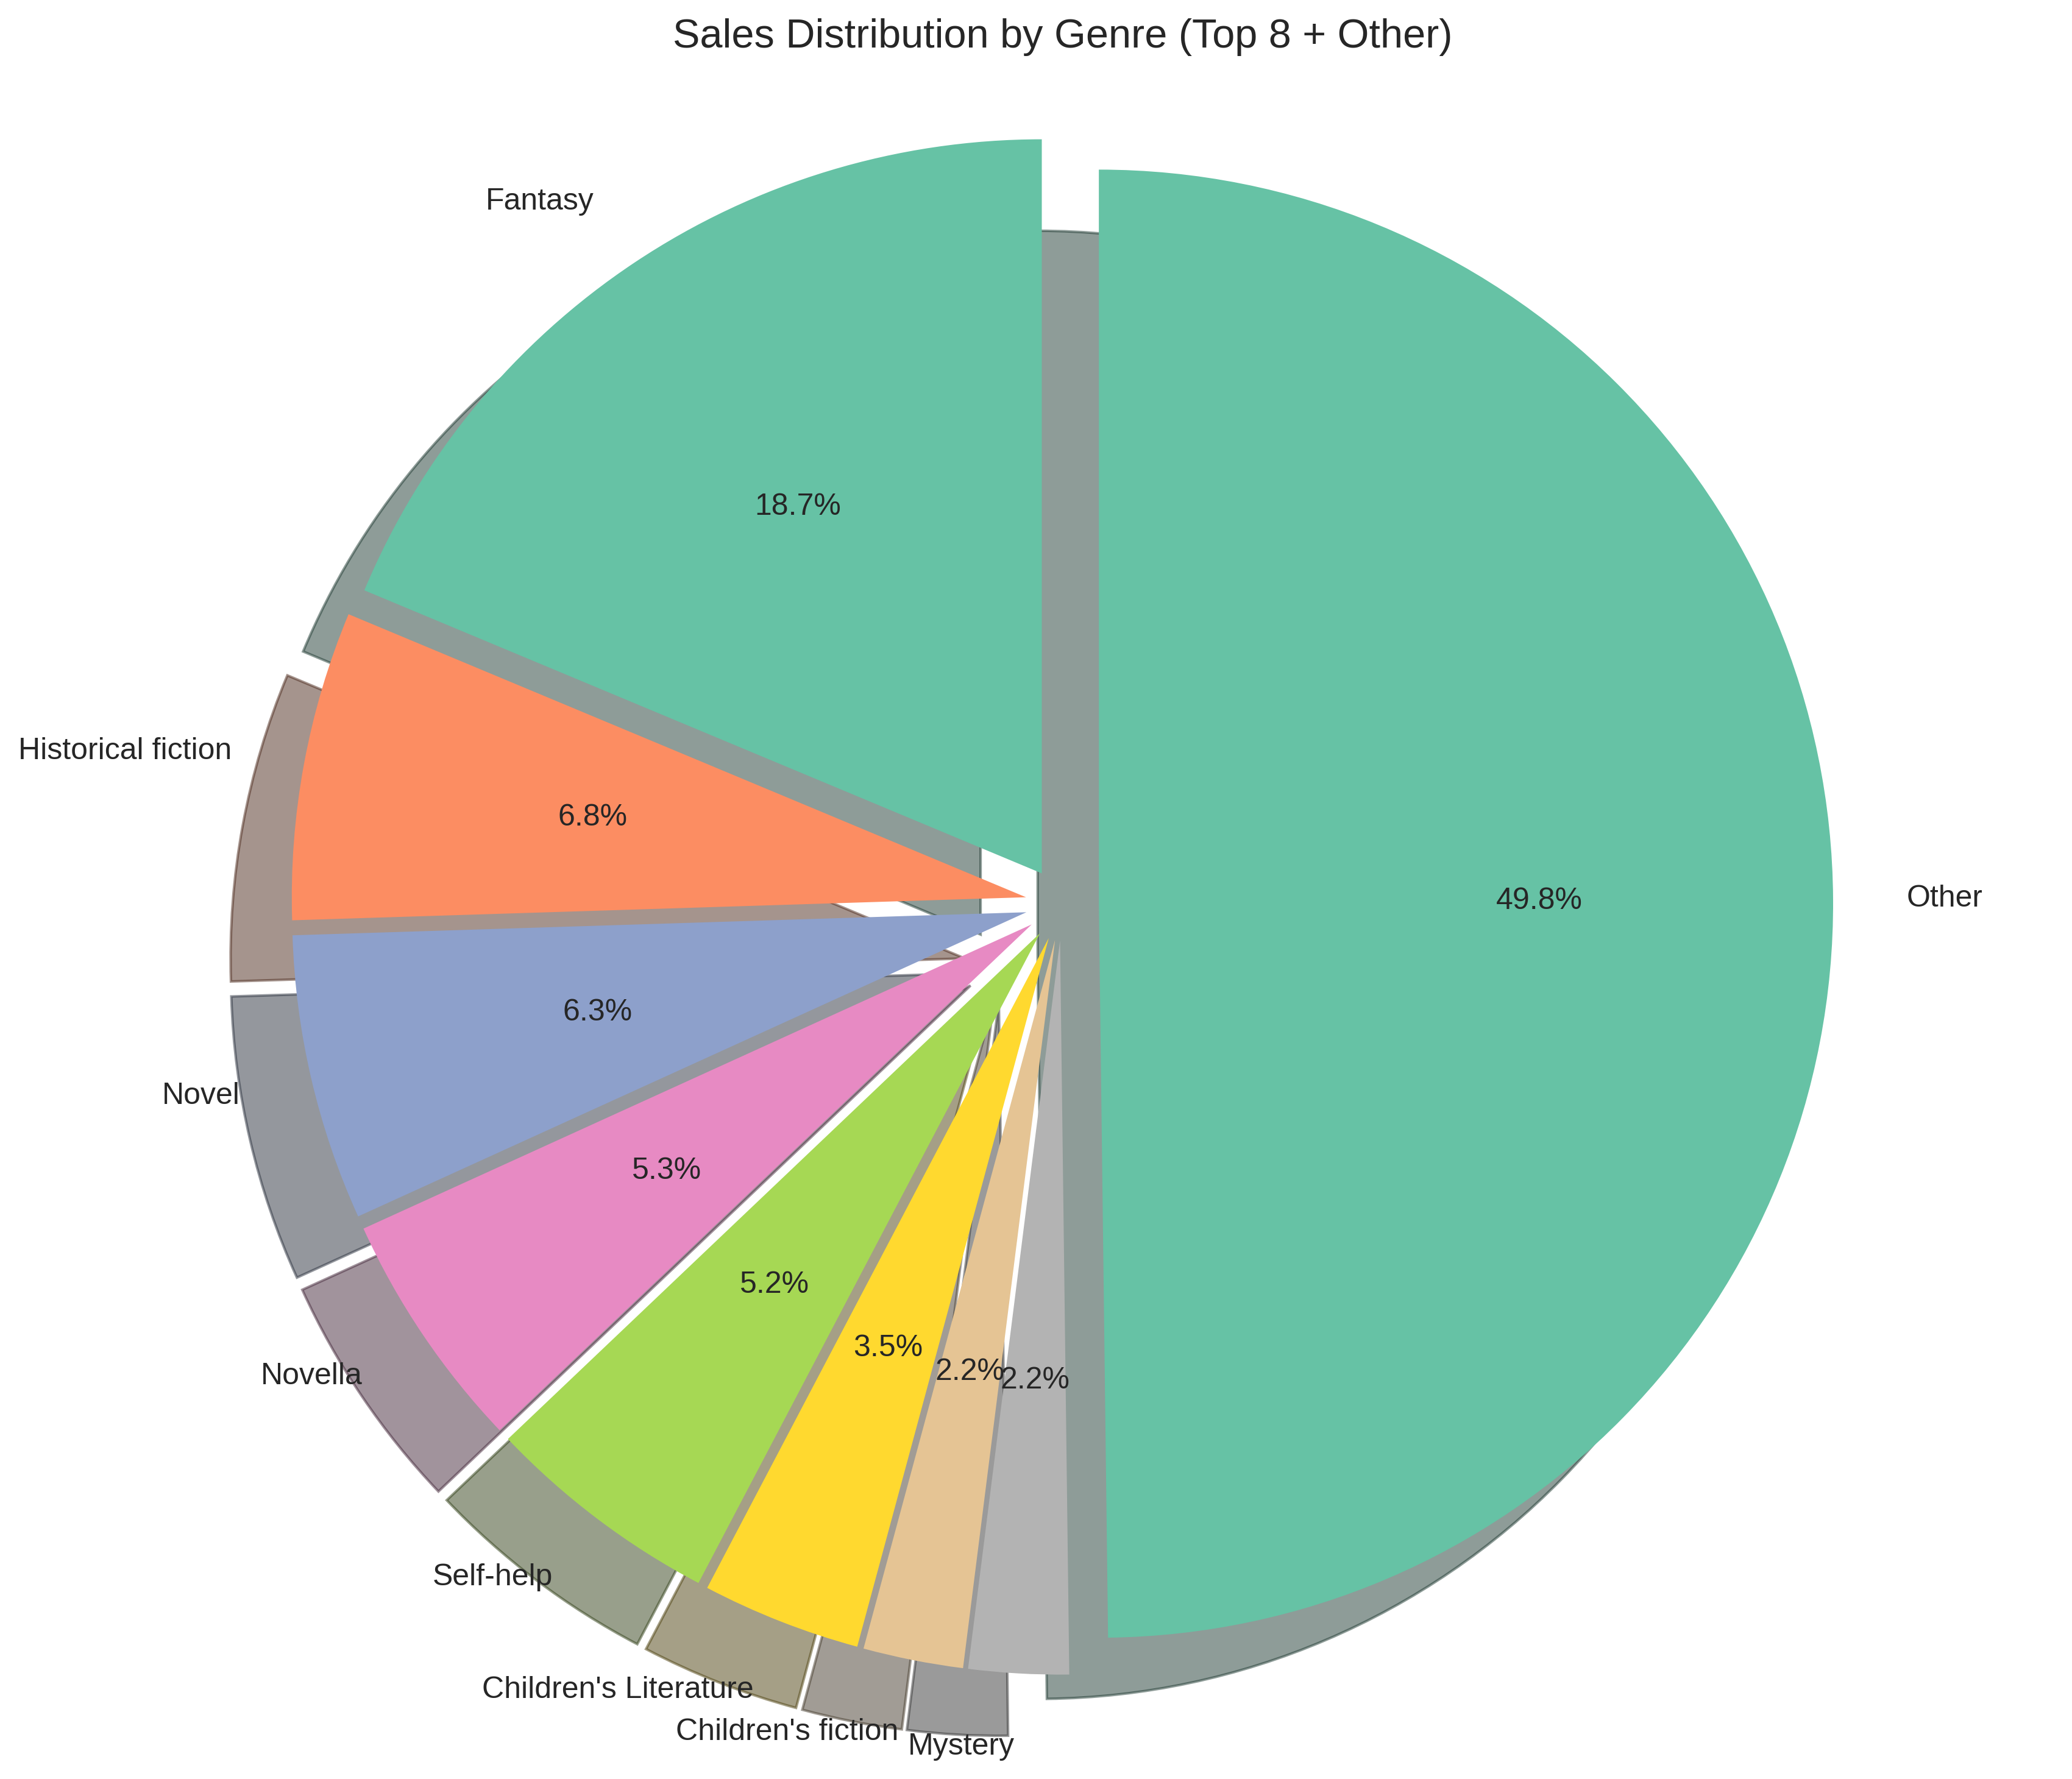 Sales Distribution by Genre (Top 8 + Other)
Fantasy
18.7%
Historical fiction
6.8%
Other
49.8%
6.3%
Novel
5.3%
5.2%
3.5%
2.2%
2.2%
Novella
Self-help
Children's Literature
Children's fiction
Mystery